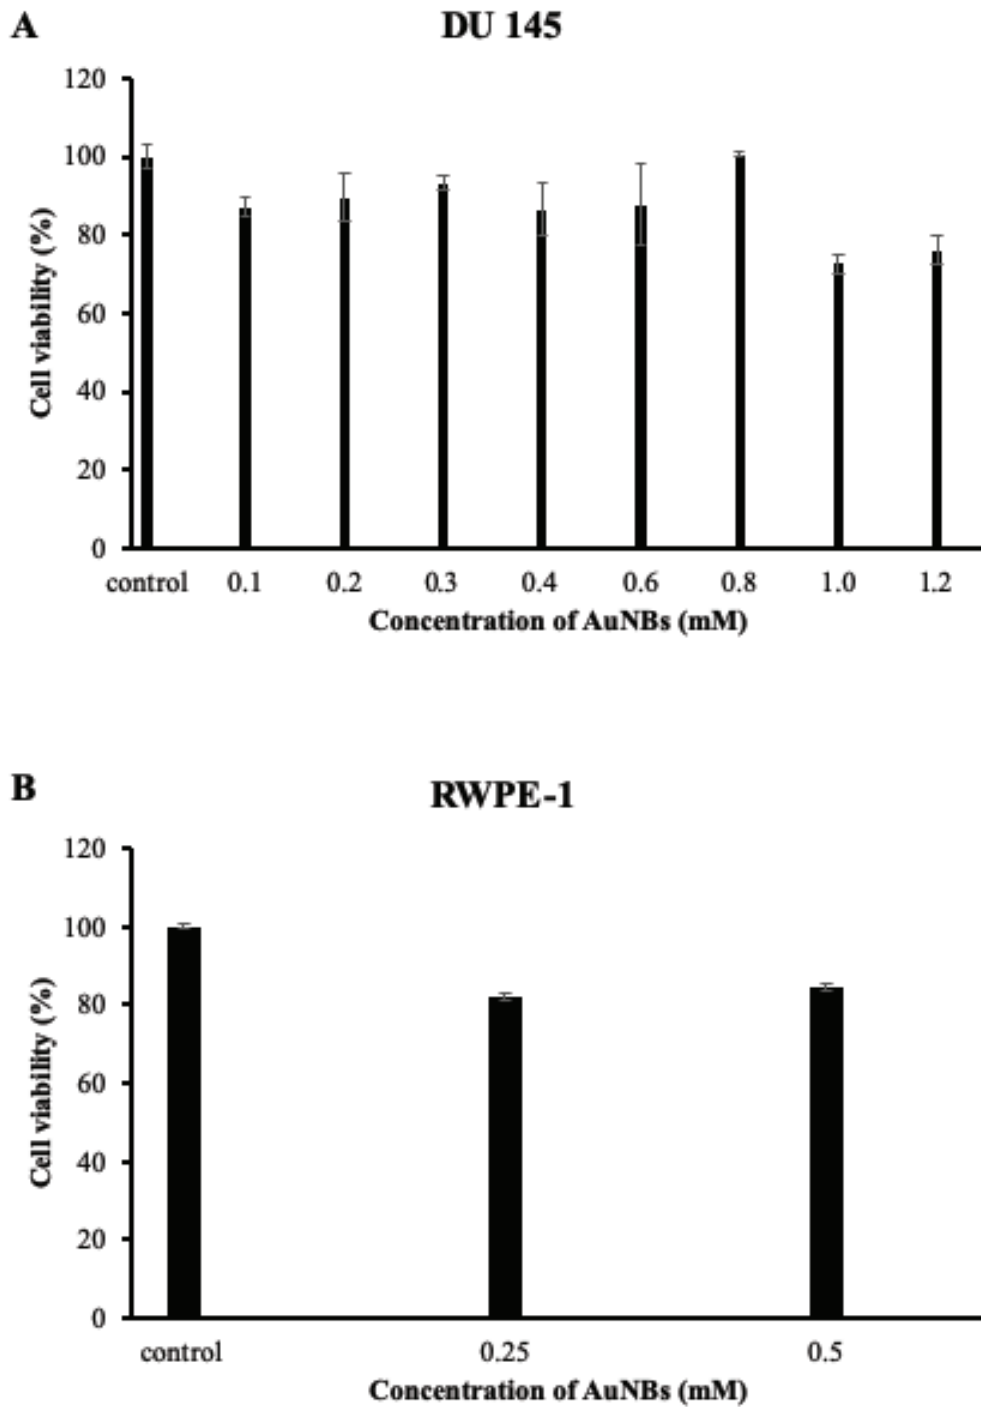 A
DU 145
120
100
80
60
40
20
0
Cell viability (%)
control 0.1 0.2 0.3 0.4 0.6 0.8 1.0 1.2
Concentration of AuNBs (mM)
B
RWPE-1
120
100
80
60
40
20
0
Cell viability (%)
control 0.25 0.5
Concentration of AuNBs (mM)